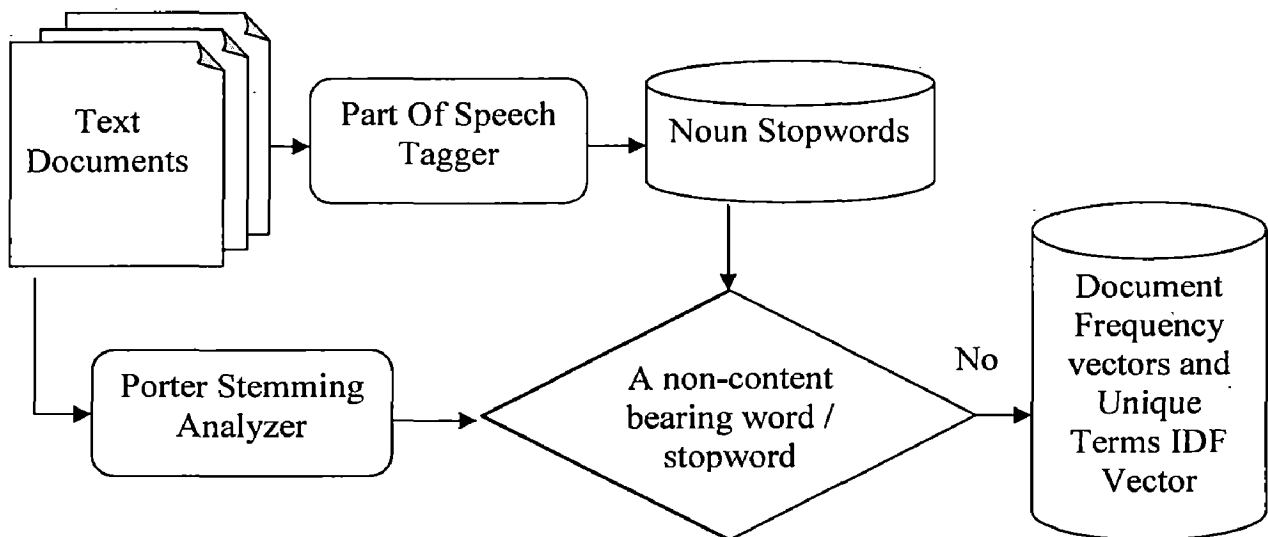 Text
Documents
Part Of Speech
Tagger
Noun Stopwords
Porter Stemming
Analyzer
A non-content
bearing word /
stopword
No
Document
Frequency
vectors and
Unique
Terms IDF
Vector